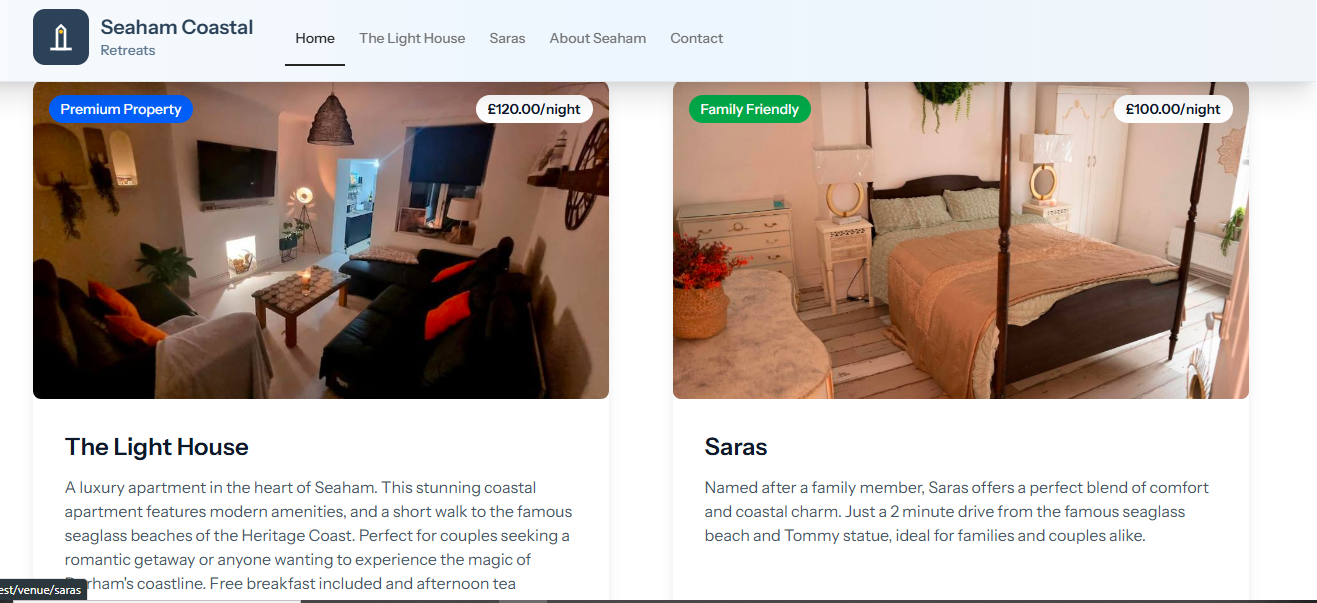 Seaham Coastal
Retreats
Home The Light House Saras About Seaham Contact
Premium Property £120.00/night
Family Friendly £100.00/night
The Light House
A luxury apartment in the heart of Seaham. This stunning coastal
apartment features modern amenities, and a short walk to the famous
seaglass beaches of the Heritage Coast. Perfect for couples seeking a
romantic getaway or anyone wanting to experience the magic of
Durham's coastline. Free breakfast included and afternoon tea
Saras
Named after a family member, Saras offers a perfect blend of comfort
and coastal charm. Just a 2 minute drive from the famous seaglass
beach and Tommy statue, ideal for families and couples alike.
est/venue/saras